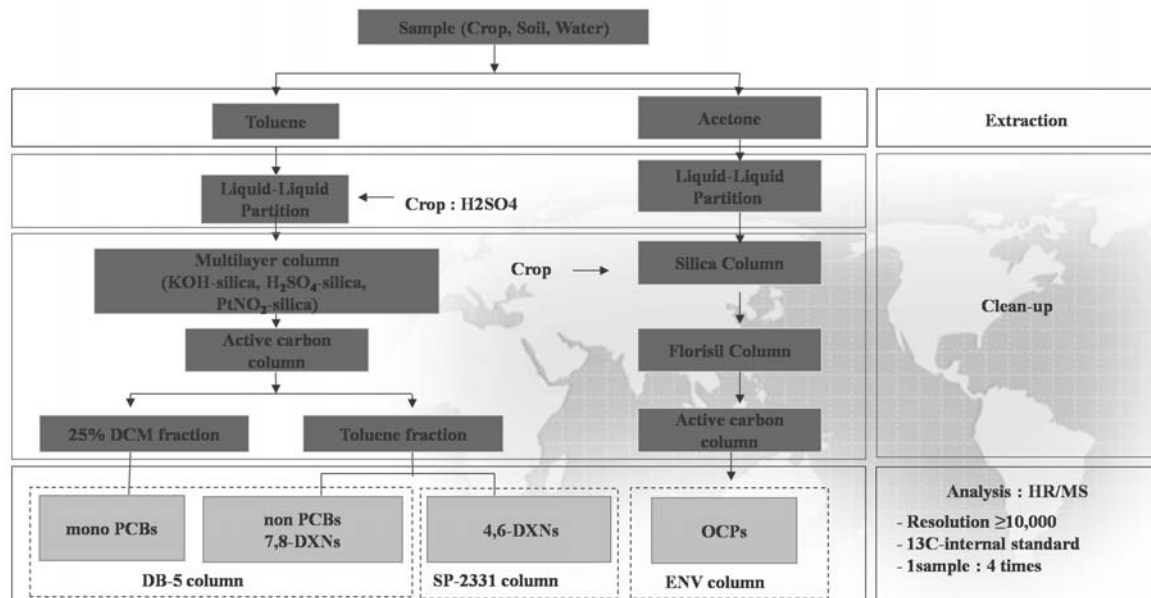 Sample (Crop, Soil, Water)
Toluene
Acetone
Extraction
Liquid-Liquid
Partition
Crop : H2SO4
Liquid-Liquid
Partition
Multilayer column
(KOH-silica, H₂SO₄-silica,
PtNO₂-silica)
Crop
Silica Column
Clean-up
Active carbon
column
Florisil Column
25% DCM fraction
Toluene fraction
Active carbon
column
mono PCBs
non PCBs
7,8-DXNs
4,6-DXNs
OCPs
DB-5 column
SP-2331 column
ENV column
Analysis : HR/MS
- Resolution ≥10,000
- 13C-internal standard
- 1sample : 4 times